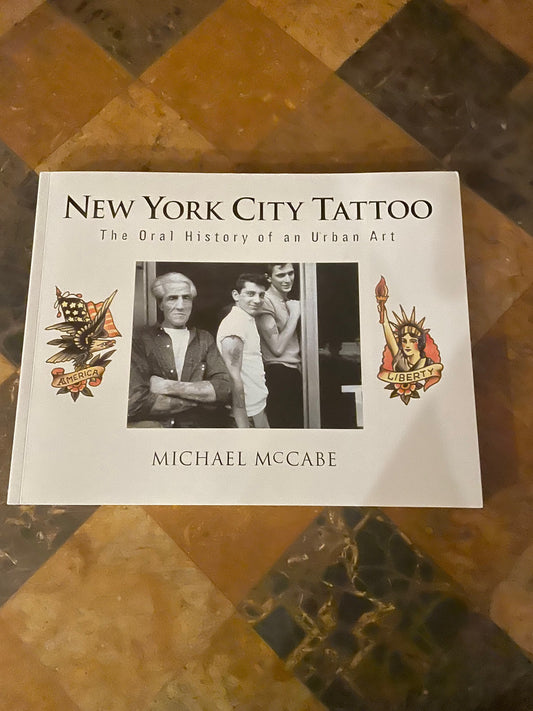 NEW YORK CITY TATTOO
The Oral History of an Urban Art
AMERICA
LIBERTY
MICHAEL MCCABE